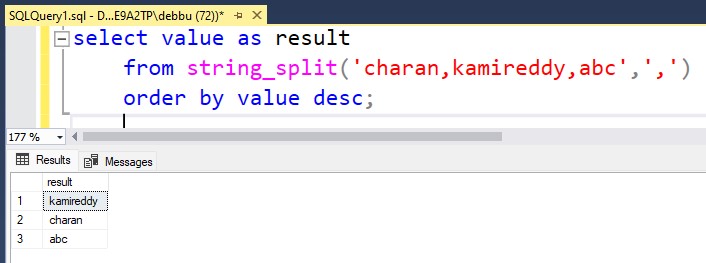 SQLQuery1.sql - D...E9A2TP\debbu (72))*
select value as result
from string_split('charan,kamireddy,abc',',')
order by value desc;
177 %
Results Messages
result
1 kamireddy
2 charan
3 abc